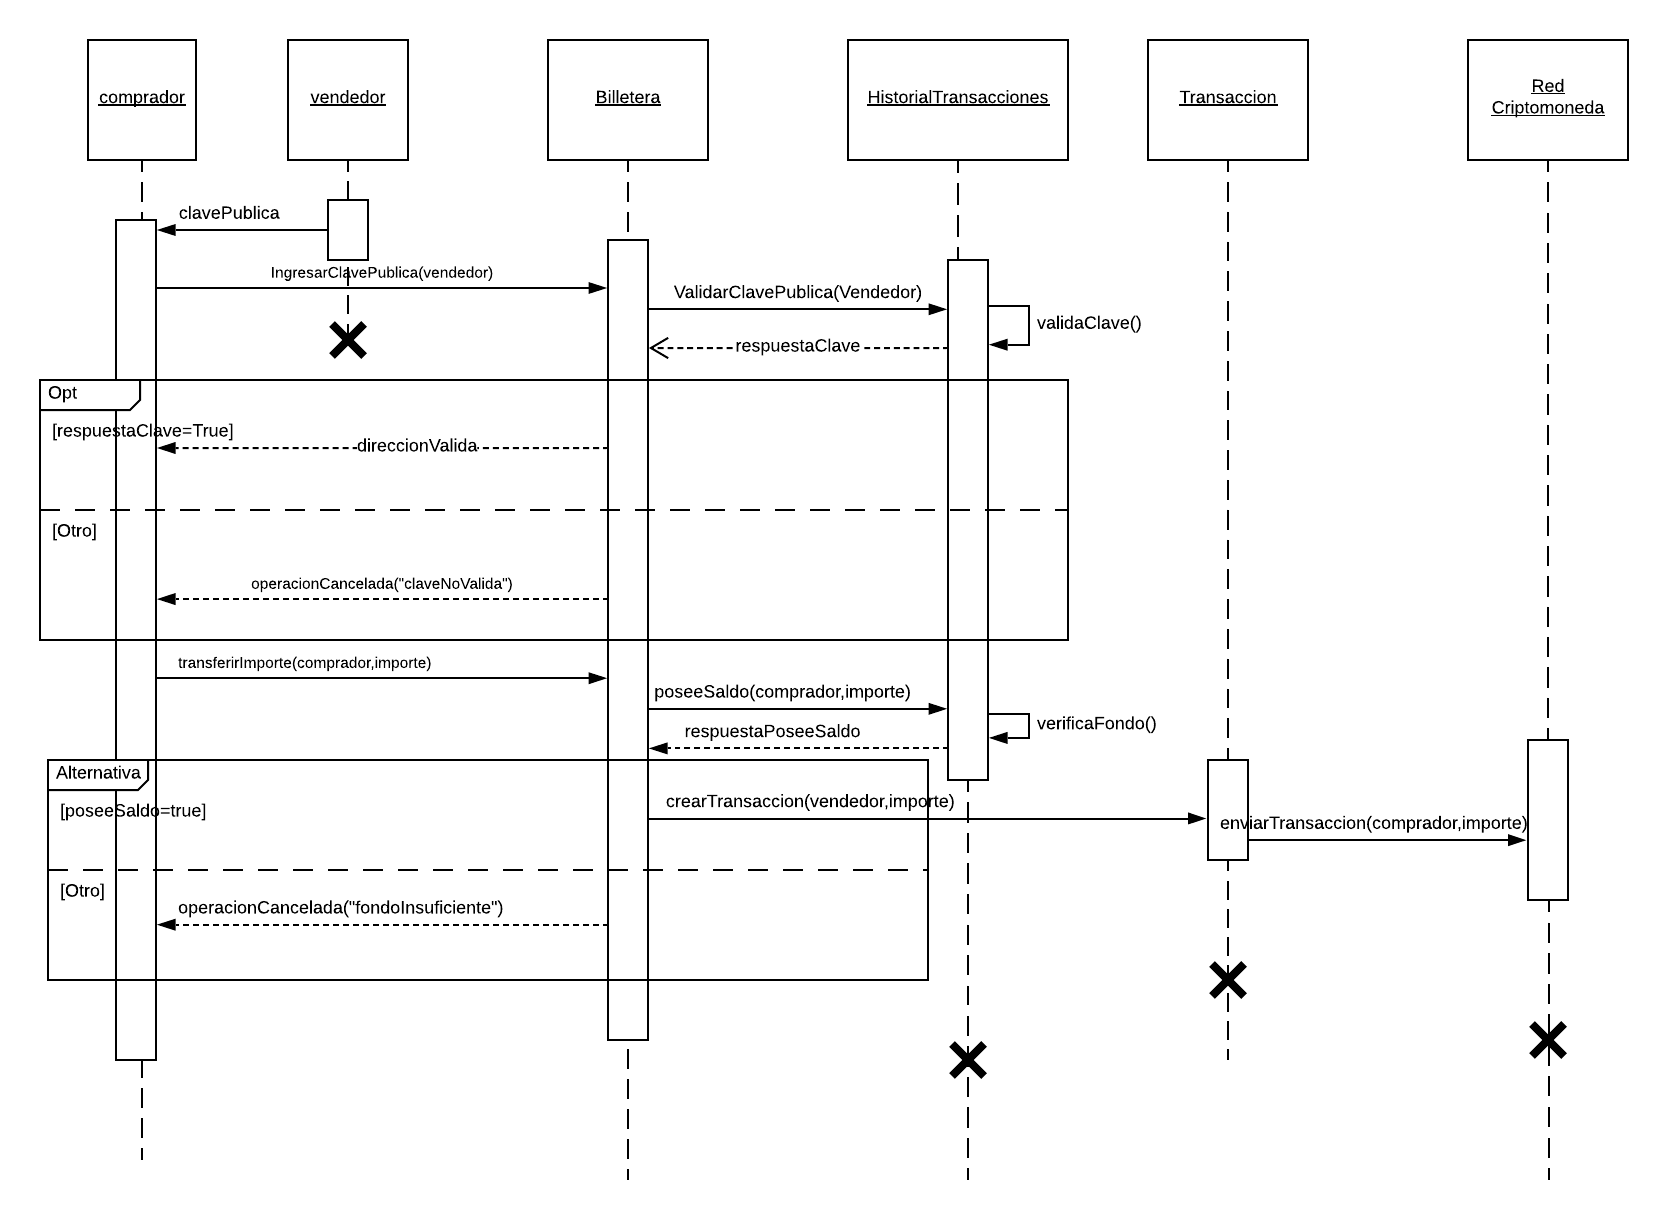 comprador
vendedor
Billetera
HistorialTransacciones
Transaccion
Red
Criptomoneda
clavePublica
IngresarClavePublica(vendedor)
ValidarClavePublica(Vendedor)
validaClave()
respuestaClave
Opt
[respuestaClave=True]
direccionValida
[Otro]
operacionCancelada("claveNoValida")
transferirImporte(comprador,importe)
poseeSaldo(comprador,importe)
verificaFondo()
respuestaPoseeSaldo
Alternativa
[poseeSaldo=true]
crearTransaccion(vendedor,importe)
enviarTransaccion(comprador,importe)
[Otro]
operacionCancelada("fondoInsuficiente")